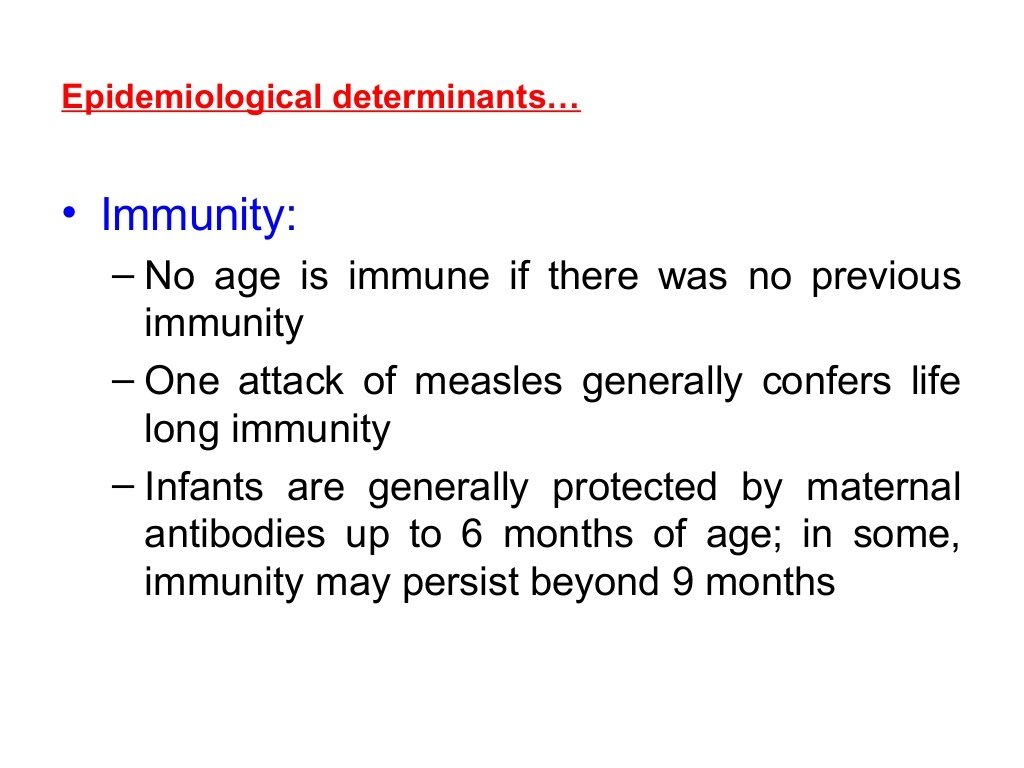 Epidemiological determinants…
• Immunity:
– No age is immune if there was no previous
immunity
– One attack of measles generally confers life
long immunity
– Infants are generally protected by maternal
antibodies up to 6 months of age; in some,
immunity may persist beyond 9 months